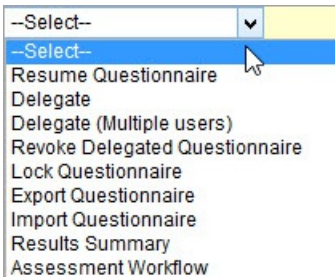 --Select--
--Select--
Resume Questionnaire
Delegate
Delegate (Multiple users)
Revoke Delegated Questionnaire
Lock Questionnaire
Export Questionnaire
Import Questionnaire
Results Summary
Assessment Workflow